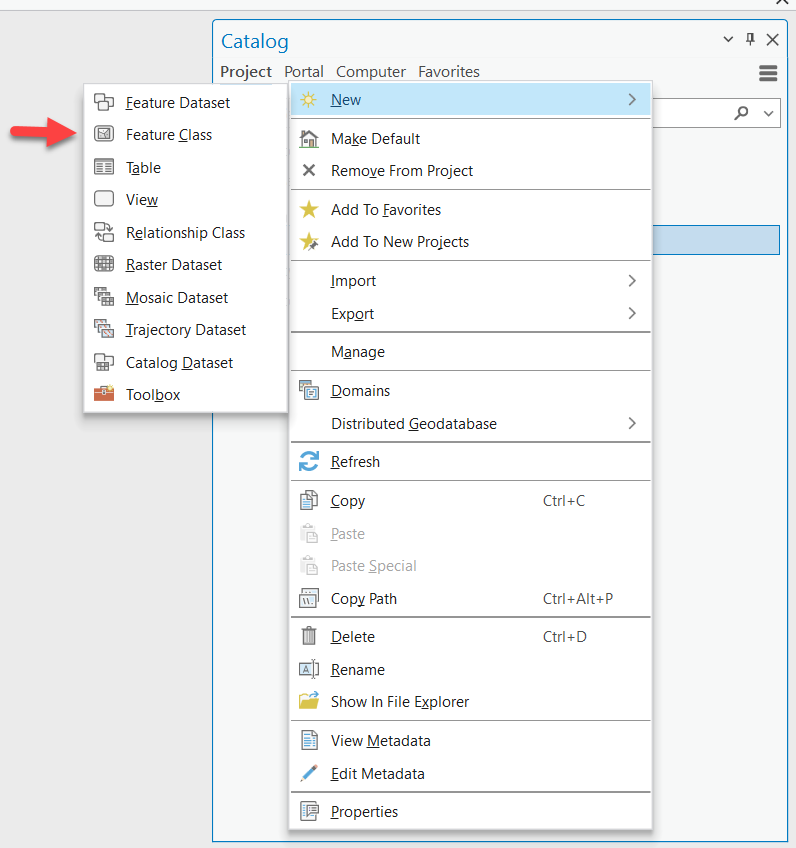 Catalog
Project Portal Computer Favorites
New
Make Default
Remove From Project
Add To Favorites
Add To New Projects
Import
Export
Manage
Domains
Distributed Geodatabase
Refresh
Copy Ctrl+C
Paste
Paste Special
Copy Path Ctrl+Alt+P
Delete Ctrl+D
Rename
Show In File Explorer
View Metadata
Edit Metadata
Properties
Feature Dataset
Feature Class
Table
View
Relationship Class
Raster Dataset
Mosaic Dataset
Trajectory Dataset
Catalog Dataset
Toolbox